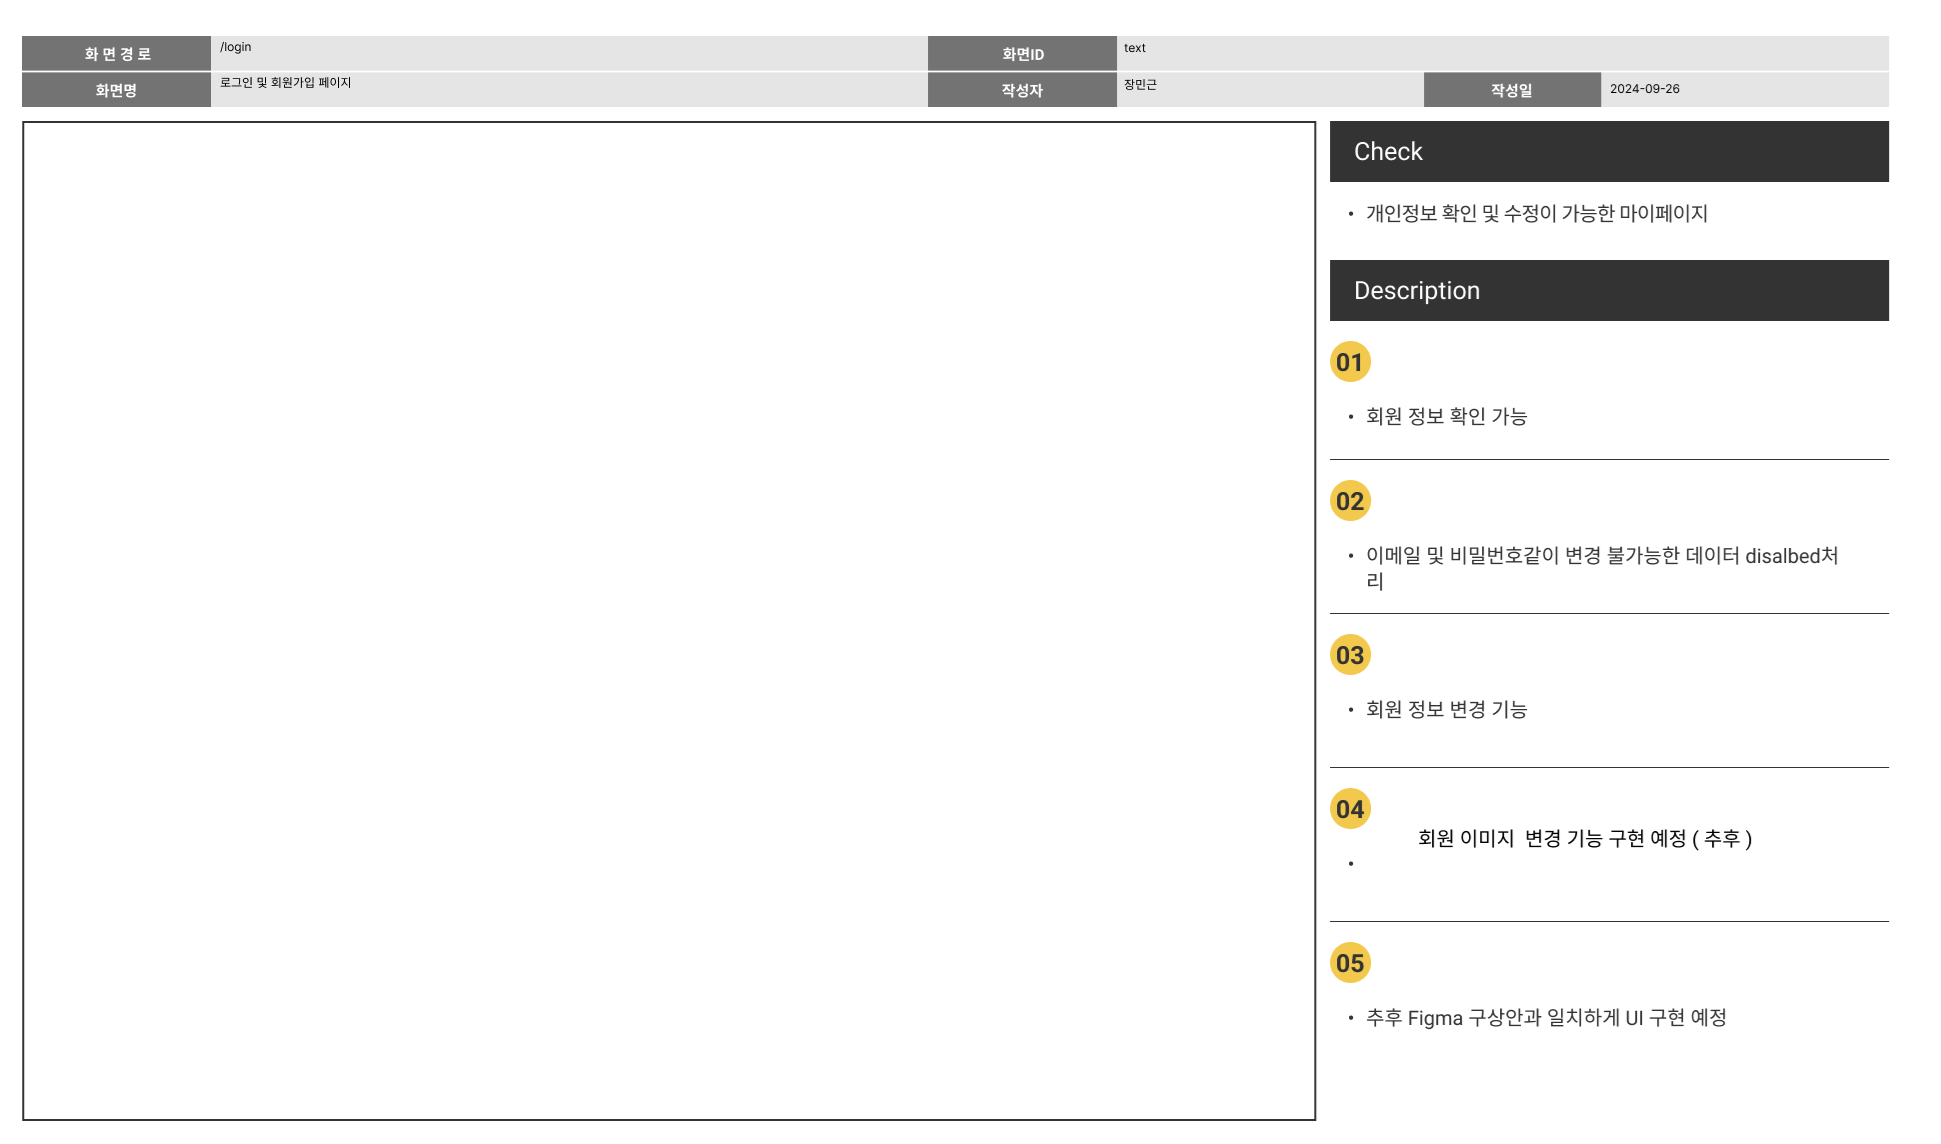 화 면 경 로 /login 화면ID text
화면명 로그인 및 회원가입 페이지 작성자 장민근 작성일 2024-09-26
Check
• 개인정보 확인 및 수정이 가능한 마이페이지
Description
01
• 회원 정보 확인 가능
02
• 이메일 및 비밀번호같이 변경 불가능한 데이터 disalbed처
리
03
• 회원 정보 변경 기능
04
회원 이미지 변경 기능 구현 예정 ( 추후 )
•
05
• 추후 Figma 구상안과 일치하게 UI 구현 예정